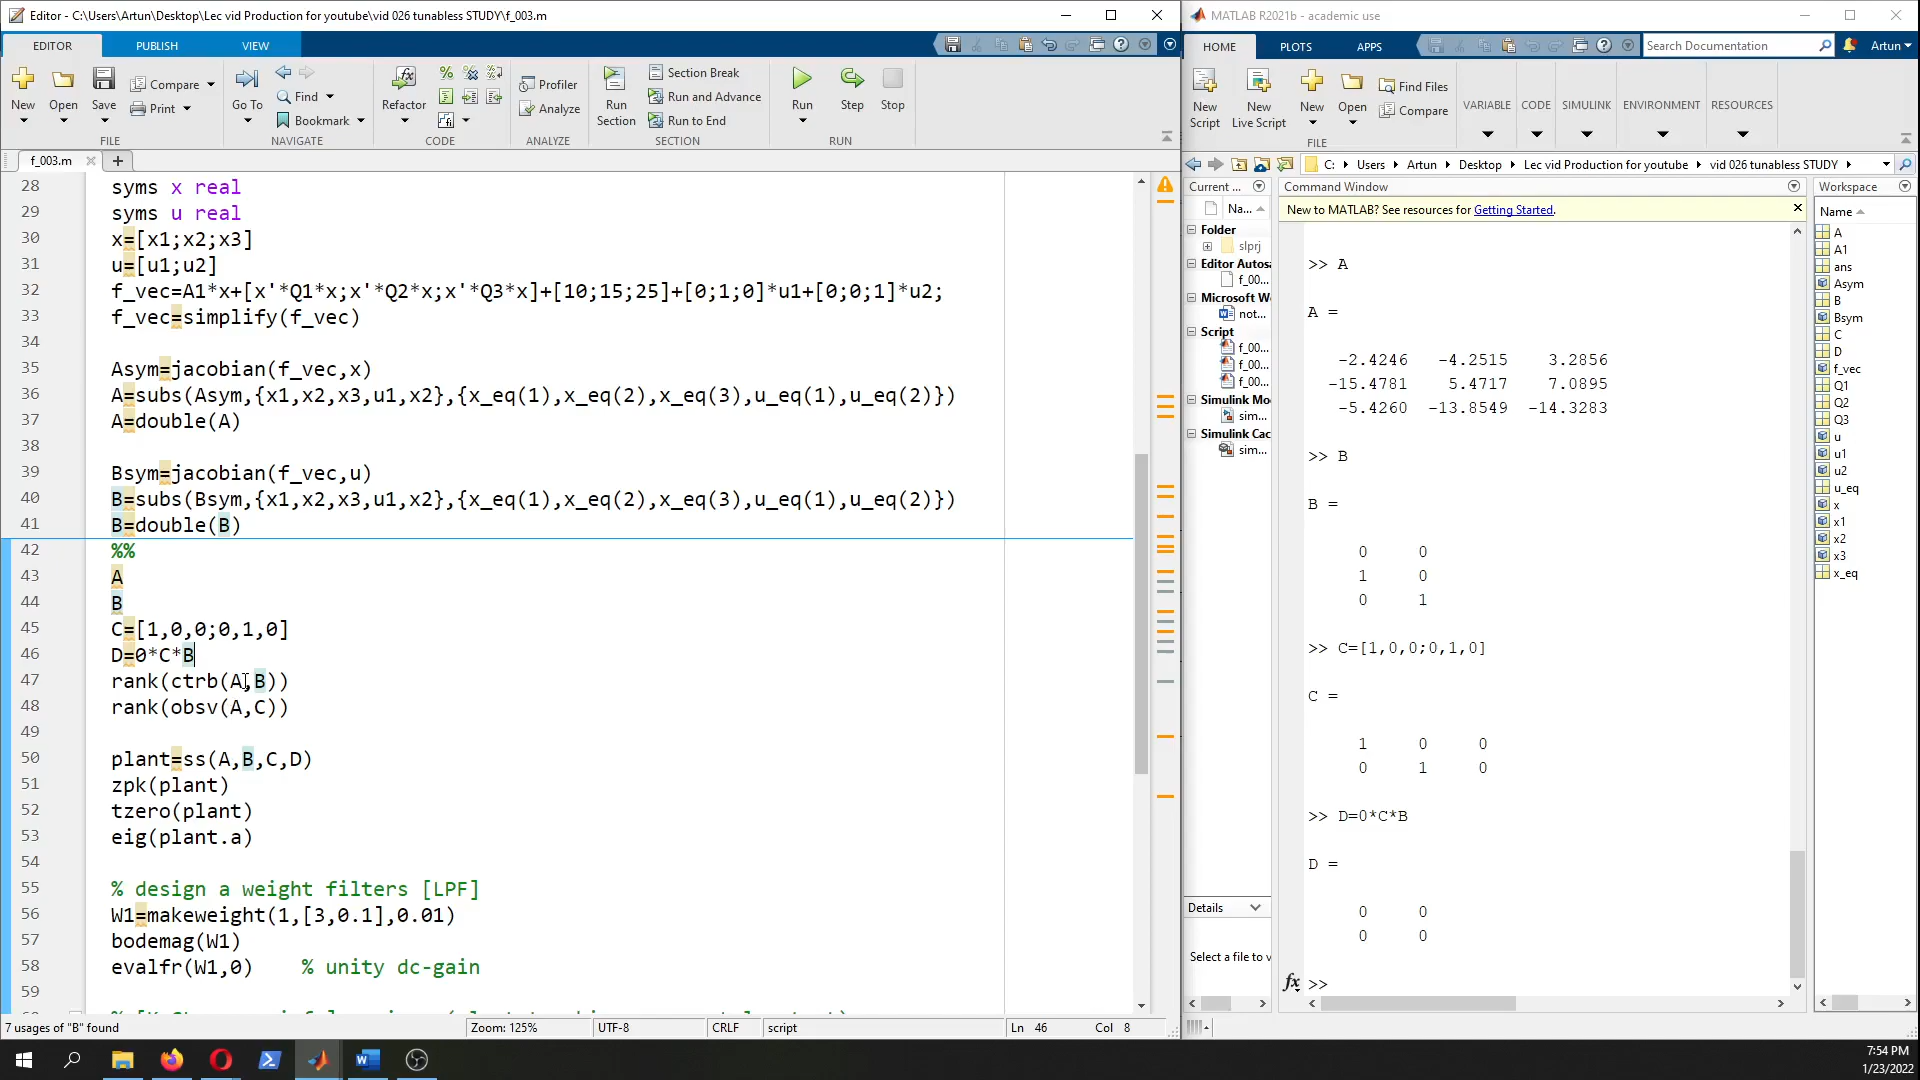 Editor - C:\Users\Artun\Desktop\Lec vid Production for youtube\vid 026 tunabless STUDY\f_003.m
EDITOR PUBLISH VIEW
New Open Save Compare Print
FILE
Go To Find Bookmark
NAVIGATE
Refactor
CODE
Profiler Analyze
ANALYZE
Run Section
Section Break
Run and Advance
Run to End
SECTION
Run Step Stop
RUN
f_003.m
28 syms x real
29 syms u real
30 x=[x1;x2;x3]
31 u=[u1;u2]
32 f_vec=A1*x+[x'*Q1*x;x'*Q2*x;x'*Q3*x]+[10;15;25]+[0;1;0]*u1+[0;0;1]*u2;
33 f_vec=simplify(f_vec)
34
35 Asym=jacobian(f_vec,x)
36 A=subs(Asym,{x1,x2,x3,u1,x2},{x_eq(1),x_eq(2),x_eq(3),u_eq(1),u_eq(2)})
37 A=double(A)
38
39 Bsym=jacobian(f_vec,u)
40 B=subs(Bsym,{x1,x2,x3,u1,x2},{x_eq(1),x_eq(2),x_eq(3),u_eq(1),u_eq(2)})
41 B=double(B)
42 %%
43 A
44 B
45 C=[1,0,0;0,1,0]
46 D=0*C*B
47 rank(ctrb(A,B))
48 rank(obsv(A,C))
49
50 plant=ss(A,B,C,D)
51 zpk(plant)
52 tzero(plant)
53 eig(plant.a)
54
55 % design a weight filters [LPF]
56 W1=makeweight(1,[3,0.1],0.01)
57 bodemag(W1)
58 evalfr(W1,0) % unity dc-gain
59
7 usages of "B" found
Zoom: 125% UTF-8 CRLF script Ln 46 Col 8
MATLAB R2021b - academic use
HOME PLOTS APPS
Search Documentation
Artun
New Script
New Live Script
New
Open
Find Files
Compare
FILE
VARIABLE CODE SIMULINK ENVIRONMENT RESOURCES
C: Users Artun Desktop Lec vid Production for youtube vid 026 tunabless STUDY
Current ...
Na...
Folder
slprj
Editor Autosa
f_00...
Microsoft W
not...
Script
f_00...
f_00...
f_00...
Simulink Mo
sim...
Simulink Cac
sim...
Details
Select a file to v
Command Window
New to MATLAB? See resources for Getting Started.
>> A
A =
-2.4246 -4.2515 3.2856
-15.4781 5.4717 7.0895
-5.4260 -13.8549 -14.3283
>> B
B =
0 0
1 0
0 1
>> C=[1,0,0;0,1,0]
C =
1 0 0
0 1 0
>> D=0*C*B
D =
0 0
0 0
fx >>
Workspace
Name
A
A1
ans
Asym
B
Bsym
C
D
f_vec
Q1
Q2
Q3
u
u1
u2
u_eq
x
x1
x2
x3
x_eq
7:54 PM
1/23/2022